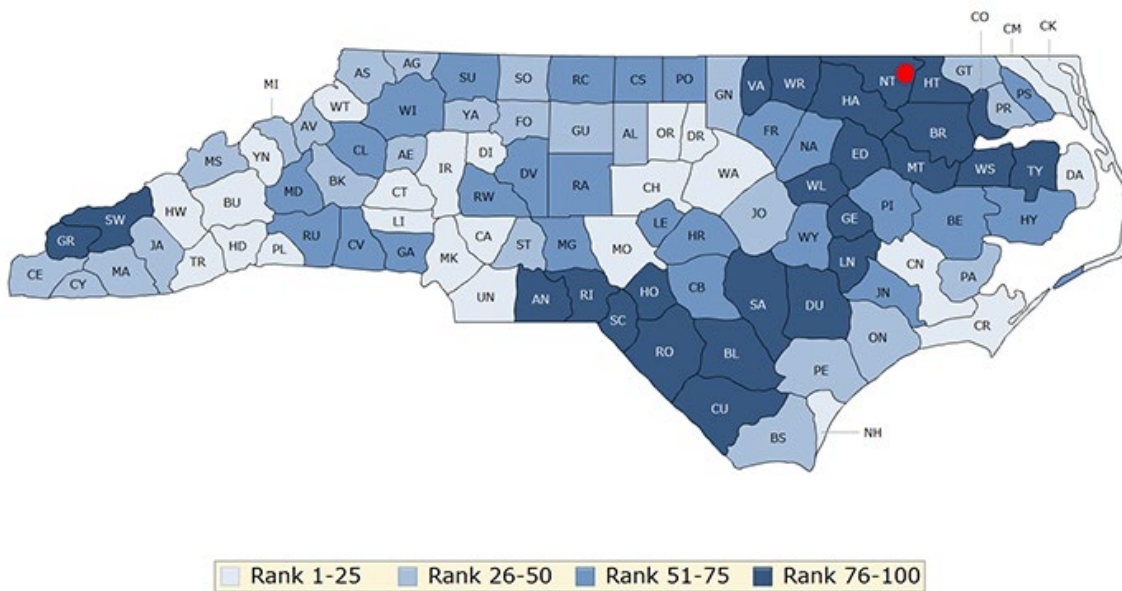 CO CM CK
AS AG SU SO RC CS PO GN VA WR NT HT GT
MI WT WI YA FO GU AL OR DR FR HA BR PR PS
MS YN AV CL AE IR DI DV RA CH WA NA ED MT WS TY DA
MD BK CT RW WL
SW HW BU LI LE JO GE PI BE HY
GR JA HD PL RU CV GA CA ST MG MO HR WY CN
CE CY MA TR MK LN PA
UN AN RI HO CB SA DU JN
SC ON CR
RO BL PE
CU
BS NH
Rank 1-25 Rank 26-50 Rank 51-75 Rank 76-100